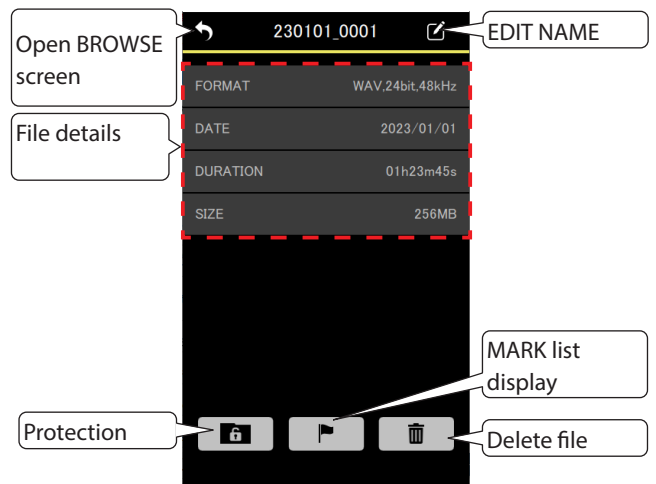 Open BROWSE
screen
230101_0001
EDIT NAME
File details
FORMAT WAV,24bit,48kHz
DATE 2023/01/01
DURATION 01h23m45s
SIZE 256MB
MARK list
display
Protection
Delete file